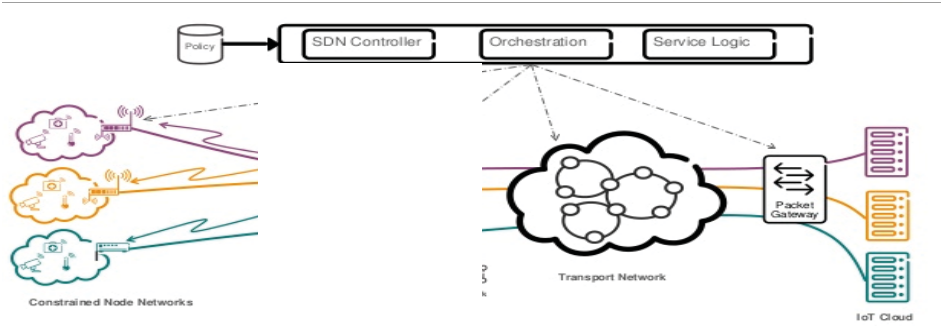 Policy
SDN Controller
Orchestration
Service Logic
Packet
Gateway
Transport Network
Constrained Node Networks
IoT Cloud